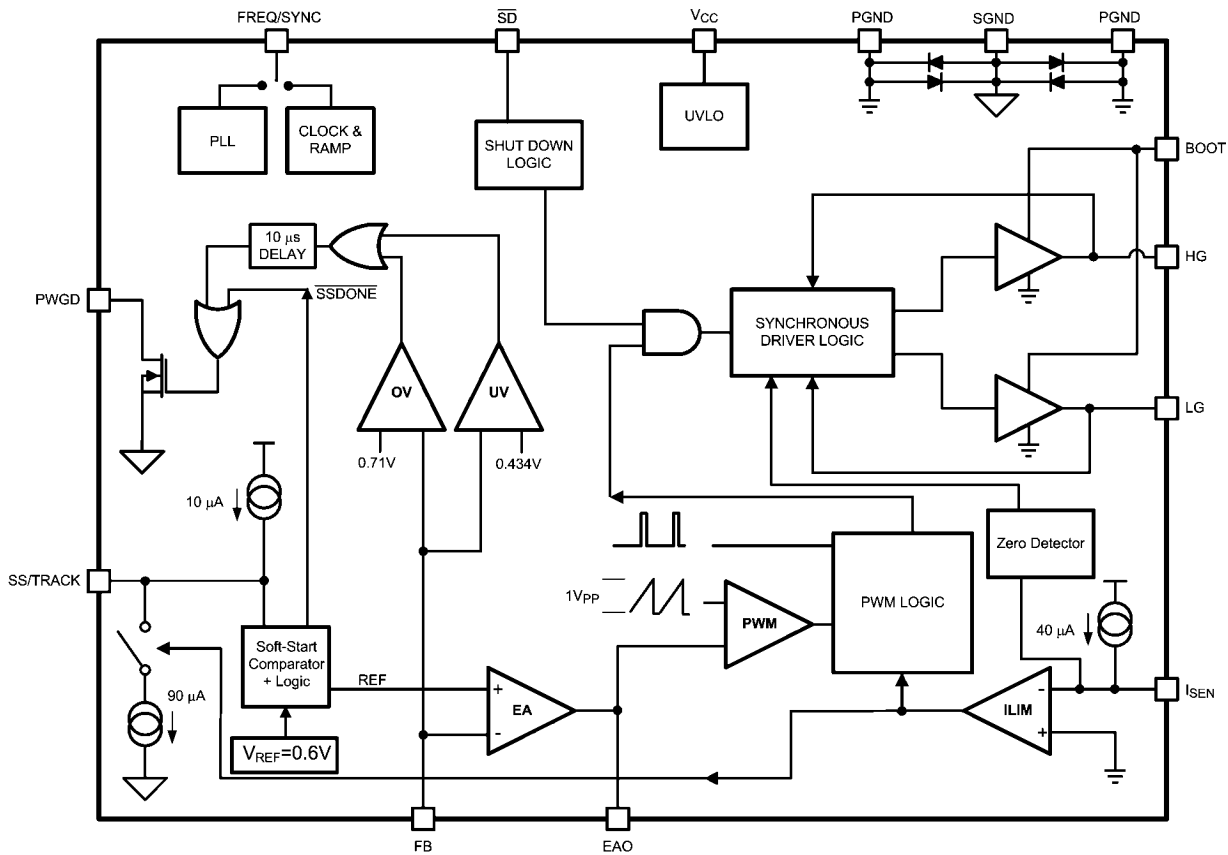 FREQ/SYNC
SD
VCC
PGND
SGND
PGND
PLL
CLOCK &
RAMP
SHUT DOWN
LOGIC
UVLO
BOOT
10 μs
DELAY
HG
PWGD
SSDONE
SYNCHRONOUS
DRIVER LOGIC
OV
UV
LG
0.71V
0.434V
10 μA
Zero Detector
SS/TRACK
1VPP
PWM
PWM LOGIC
40 μA
Soft-Start
Comparator
+ Logic
REF
+
EA
-
-
ILIM
+
ISEN
90 μA
VREF=0.6V
FB
EAO